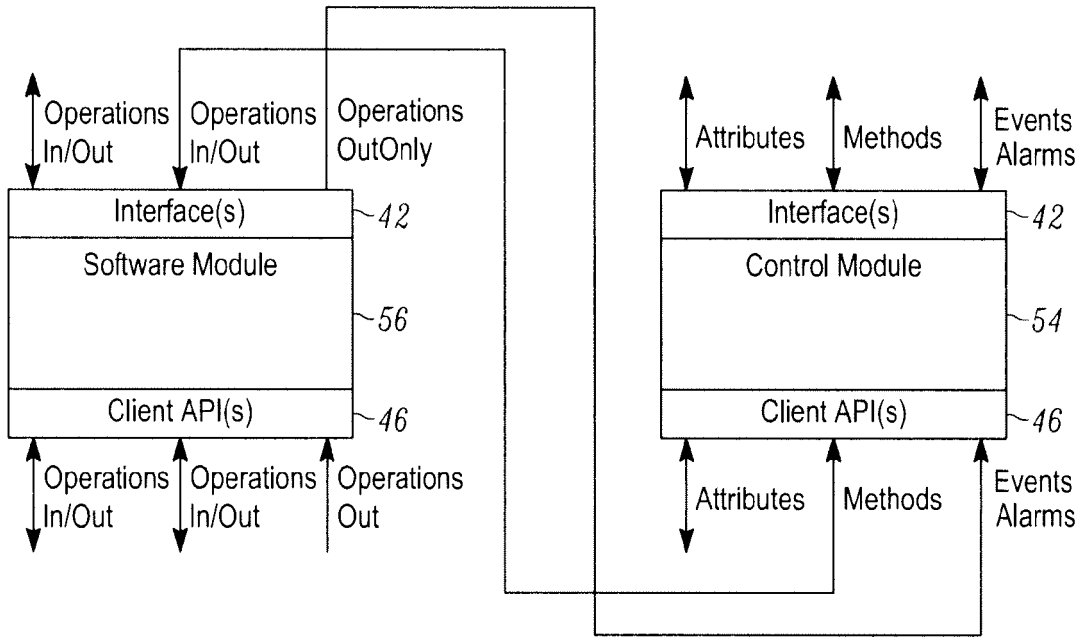 Operations
In/Out
Operations
In/Out
Operations
OutOnly
Attributes
Methods
Events
Alarms
Interface(s)
42
Software Module
56
Client API(s)
46
Interface(s)
42
Control Module
54
Client API(s)
46
Operations
In/Out
Operations
In/Out
Operations
Out
Attributes
Methods
Events
Alarms